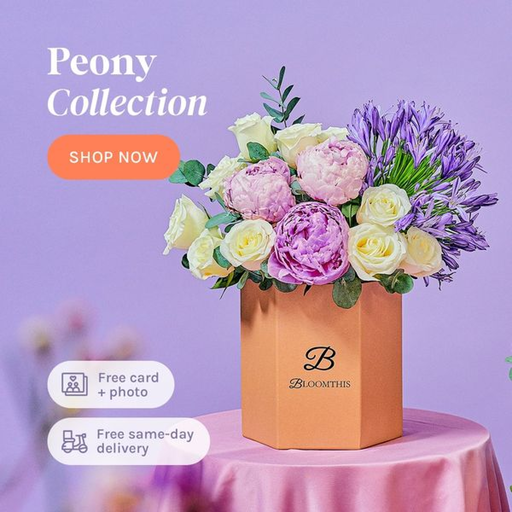 Peony
Collection
SHOP NOW
Free card
+ photo
Free same-day
delivery
B
BLOOMTHIS